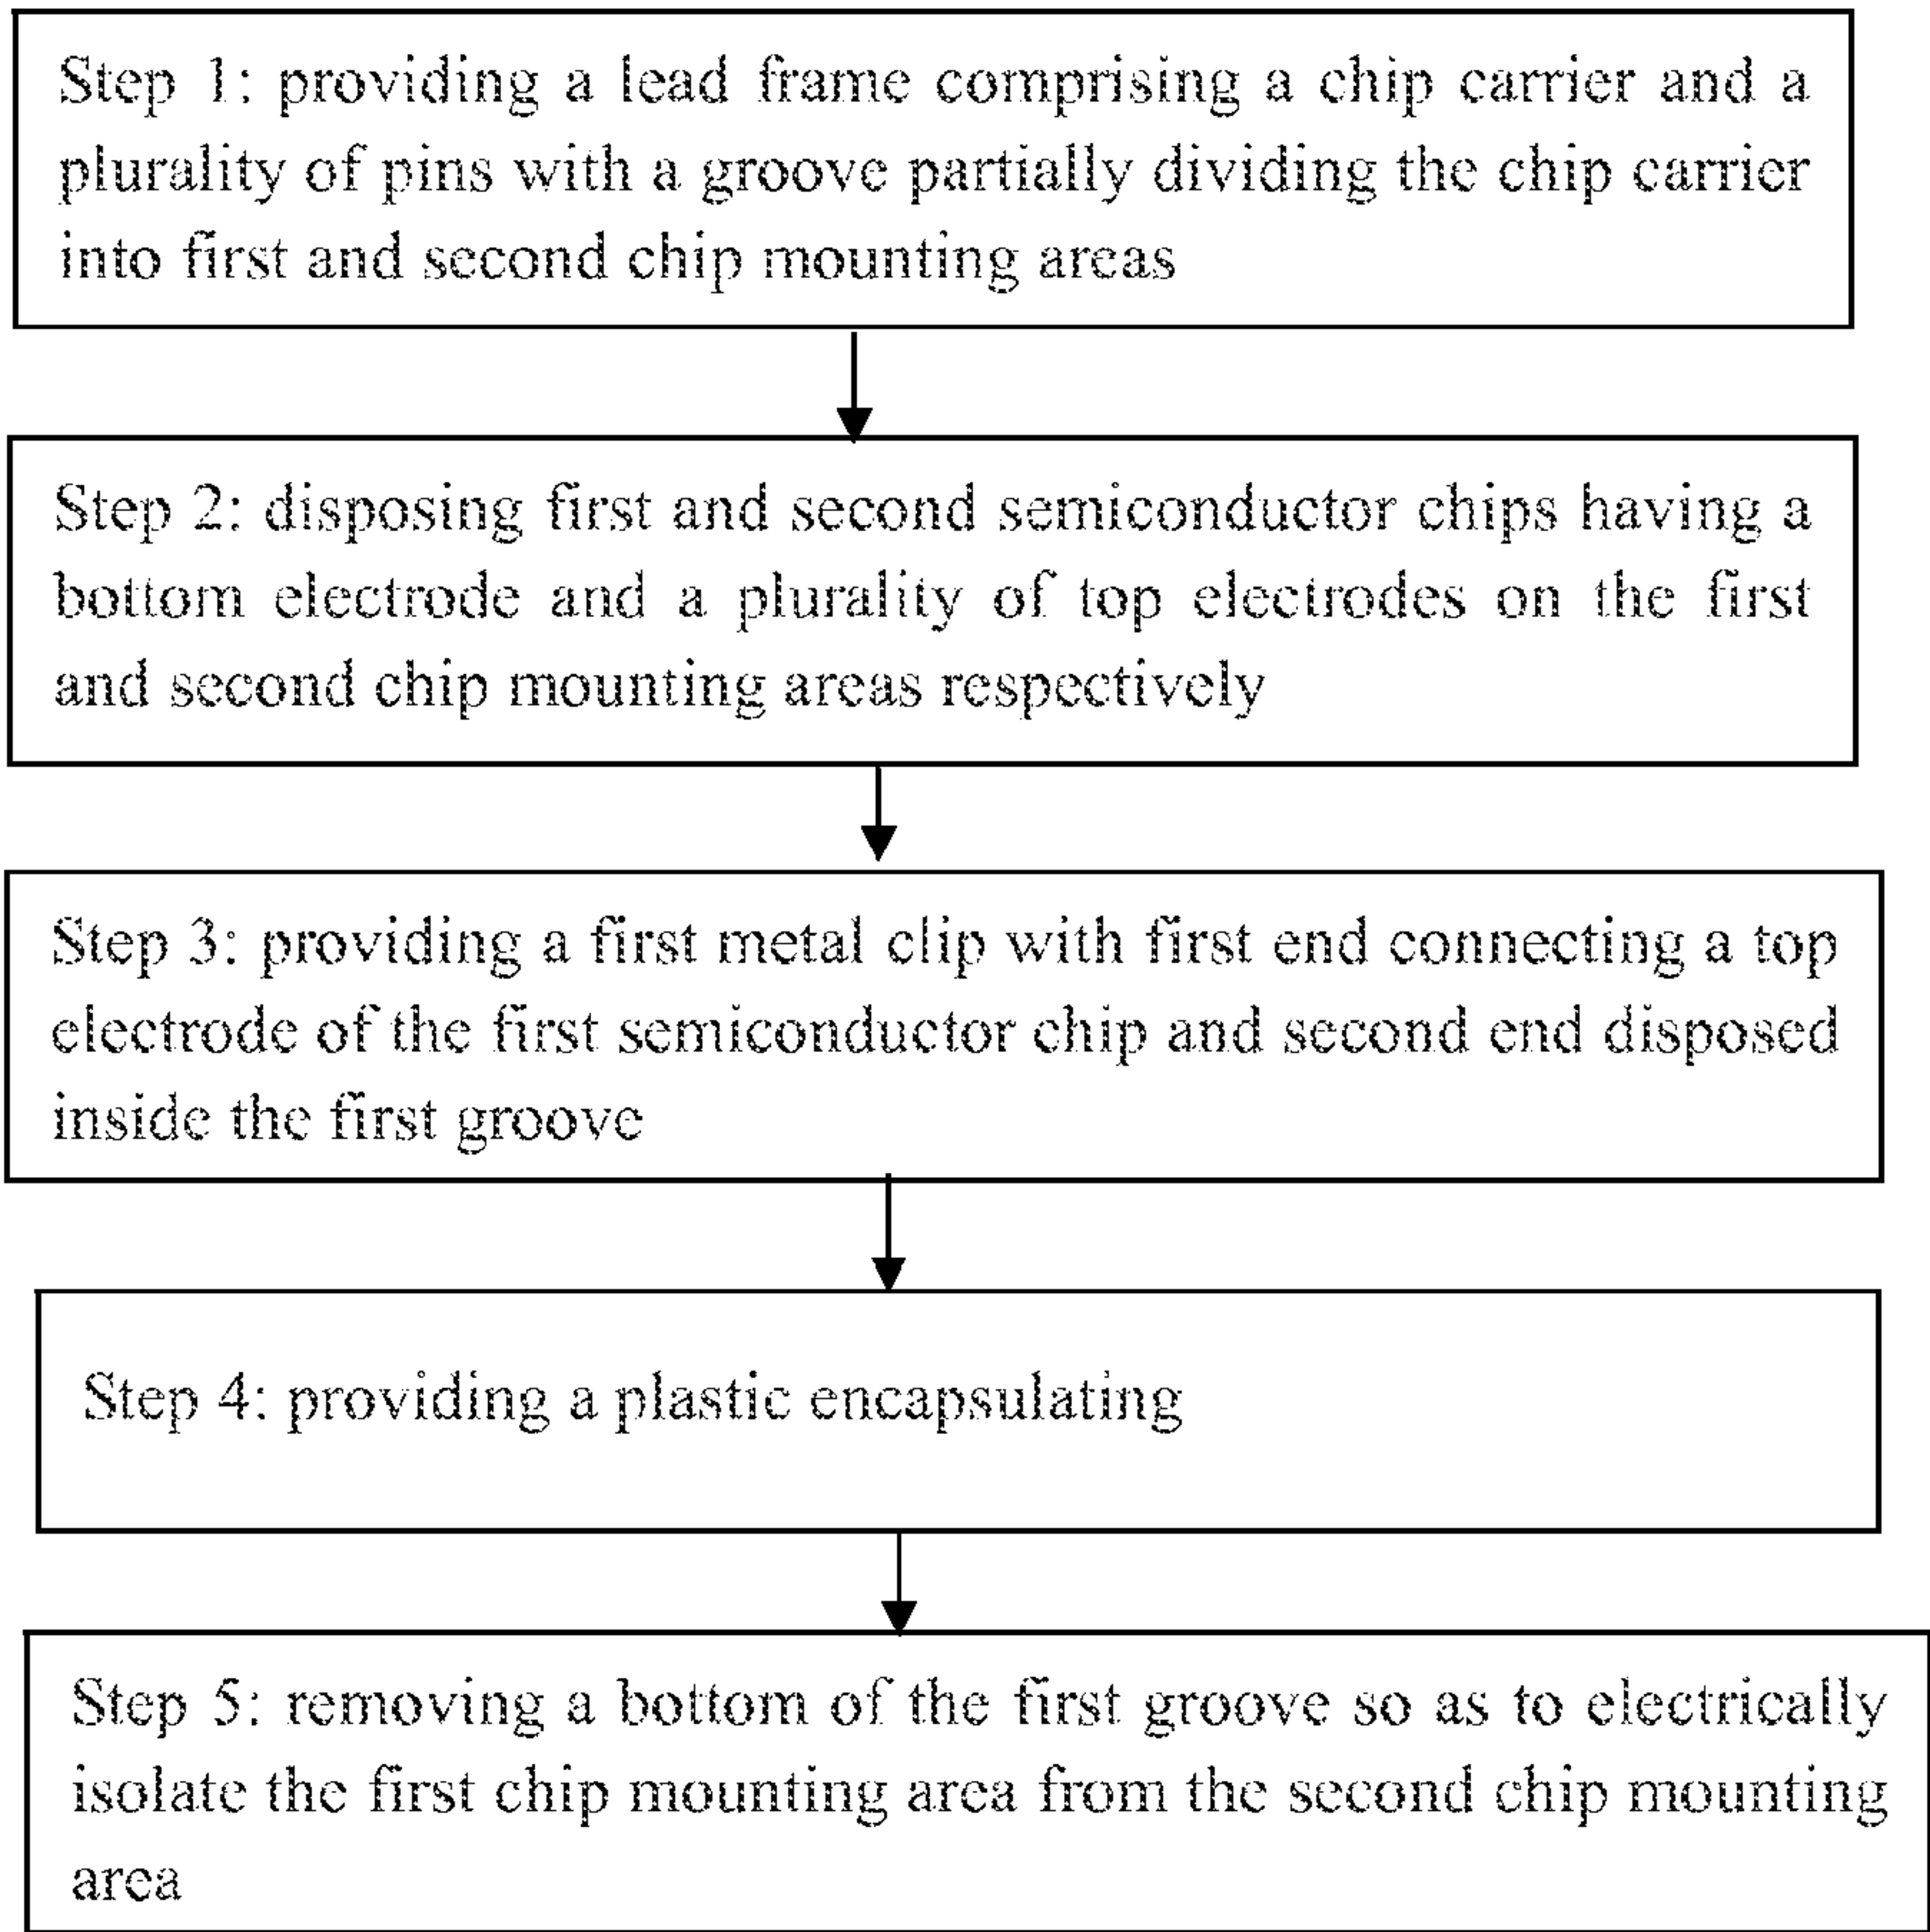 Step 1: providing a lead frame comprising a chip carrier and a
plurality of pins with a groove partially dividing the chip carrier
into first and second chip mounting areas
Step 2: disposing first and second semiconductor chips having a
bottom electrode and a plurality of top electrodes on the first
and second chip mounting areas respectively
Step 3: providing a first metal clip with first end connecting a top
electrode of the first semiconductor chip and second end disposed
inside the first groove
Step 4: providing a plastic encapsulating
Step 5: removing a bottom of the first groove so as to electrically
isolate the first chip mounting area from the second chip mounting
area